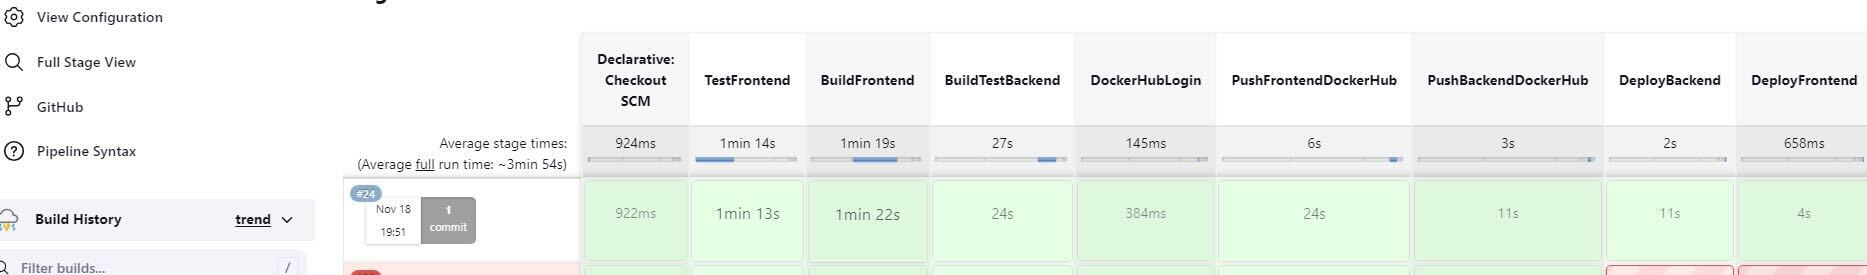 View Configuration
Full Stage View
GitHub
Pipeline Syntax
Build History trend
Filter builds... /
Declarative: Checkout SCM
TestFrontend
BuildFrontend
BuildTestBackend
DockerHubLogin
PushFrontendDockerHub
PushBackendDockerHub
DeployBackend
DeployFrontend
Average stage times:
(Average full run time: ~3min 54s)
924ms 1min 14s 1min 19s 27s 145ms 6s 3s 2s 658ms
#24
Nov 18
19:51
1
commit
922ms 1min 13s 1min 22s 24s 384ms 24s 11s 11s 4s